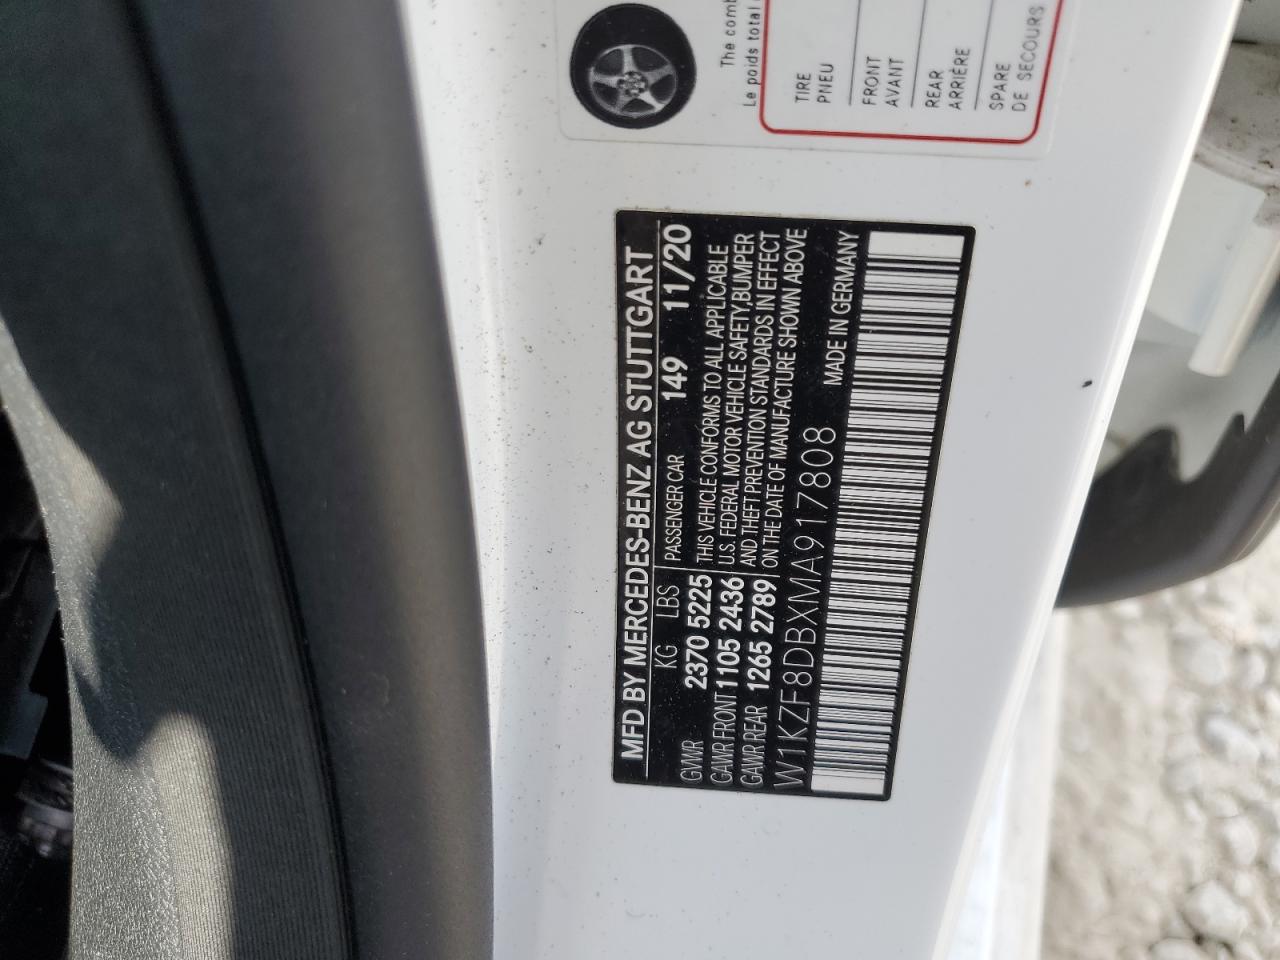 The comb
Le poids total
TIRE
PNEU
FRONT
AVANT
REAR
ARRIÈRE
SPARE
DE SECOURS
MFD BY MERCEDES-BENZ AG STUTTGART
KG LBS PASSENGER CAR 149 11/20
GVWR 2370 5225 THIS VEHICLE CONFORMS TO ALL APPLICABLE
GAWR FRONT 1105 2436 U.S. FEDERAL MOTOR VEHICLE SAFETY,BUMPER
GAWR REAR 1265 2789 AND THEFT PREVENTION STANDARDS IN EFFECT
ON THE DATE OF MANUFACTURE SHOWN ABOVE
W1KZF8DBXMA917808 MADE IN GERMANY